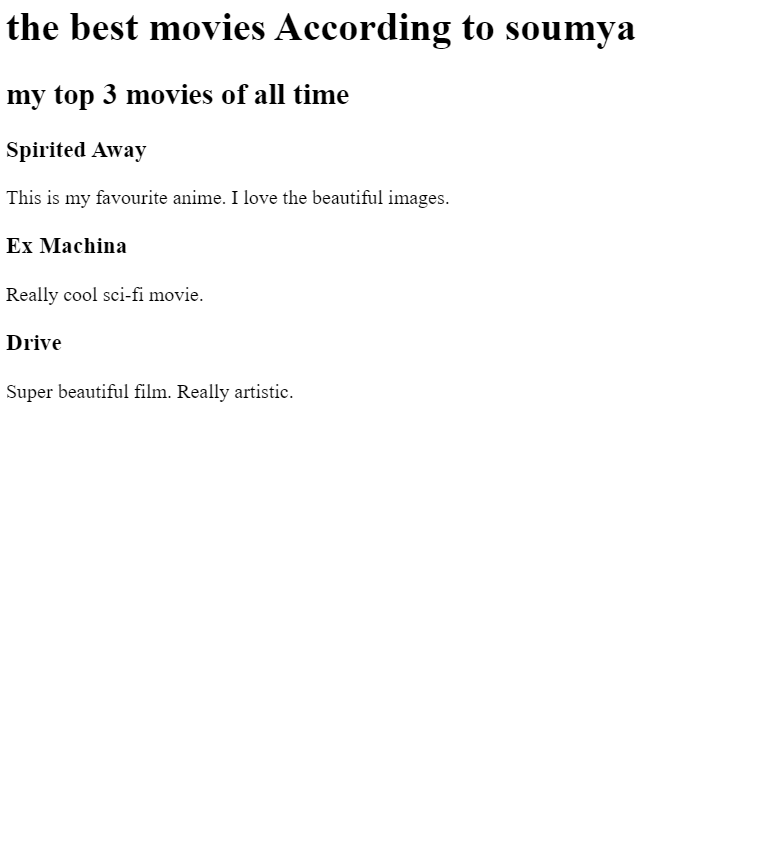 the best movies According to soumya
my top 3 movies of all time
Spirited Away
This is my favourite anime. I love the beautiful images.
Ex Machina
Really cool sci-fi movie.
Drive
Super beautiful film. Really artistic.